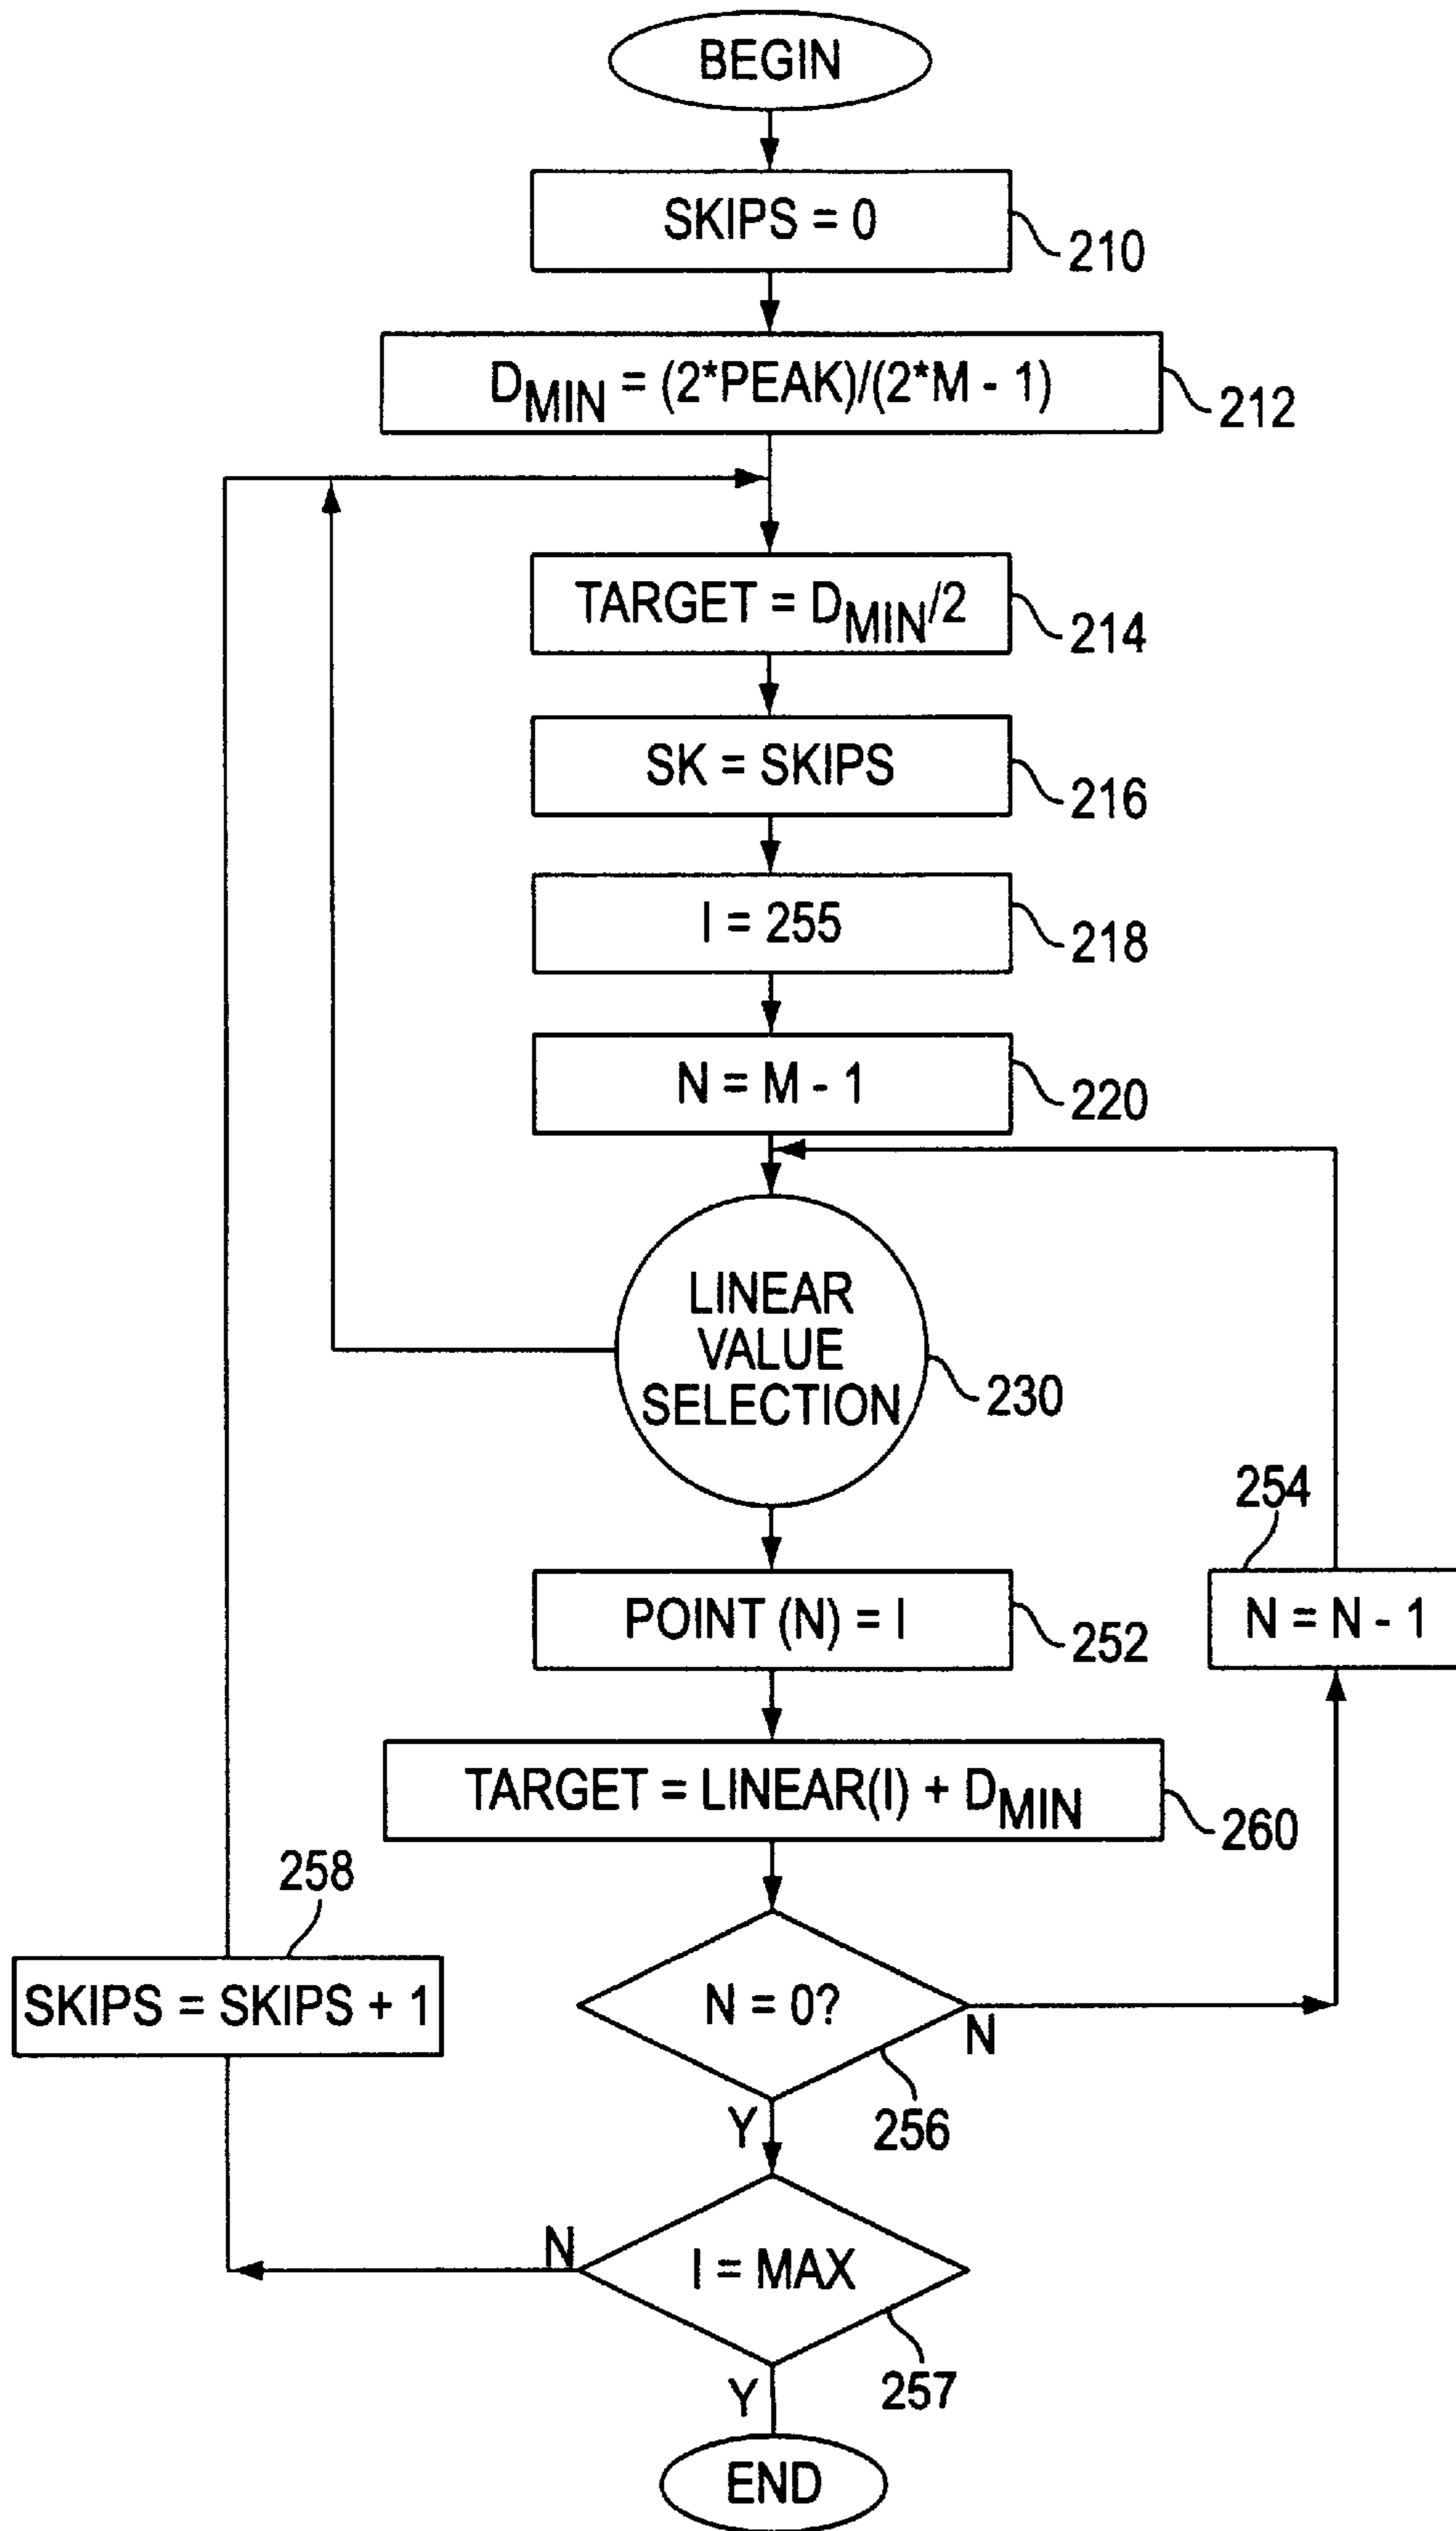 BEGIN
SKIPS = 0
210
DMIN = (2*PEAK)/(2*M - 1)
212
TARGET = DMIN/2
214
SK = SKIPS
216
I = 255
218
N = M - 1
220
LINEAR
VALUE
SELECTION
230
254
N = N - 1
POINT (N) = I
252
TARGET = LINEAR(I) + DMIN
260
258
SKIPS = SKIPS + 1
N = 0?
N
256
Y
N
I = MAX
257
Y
END